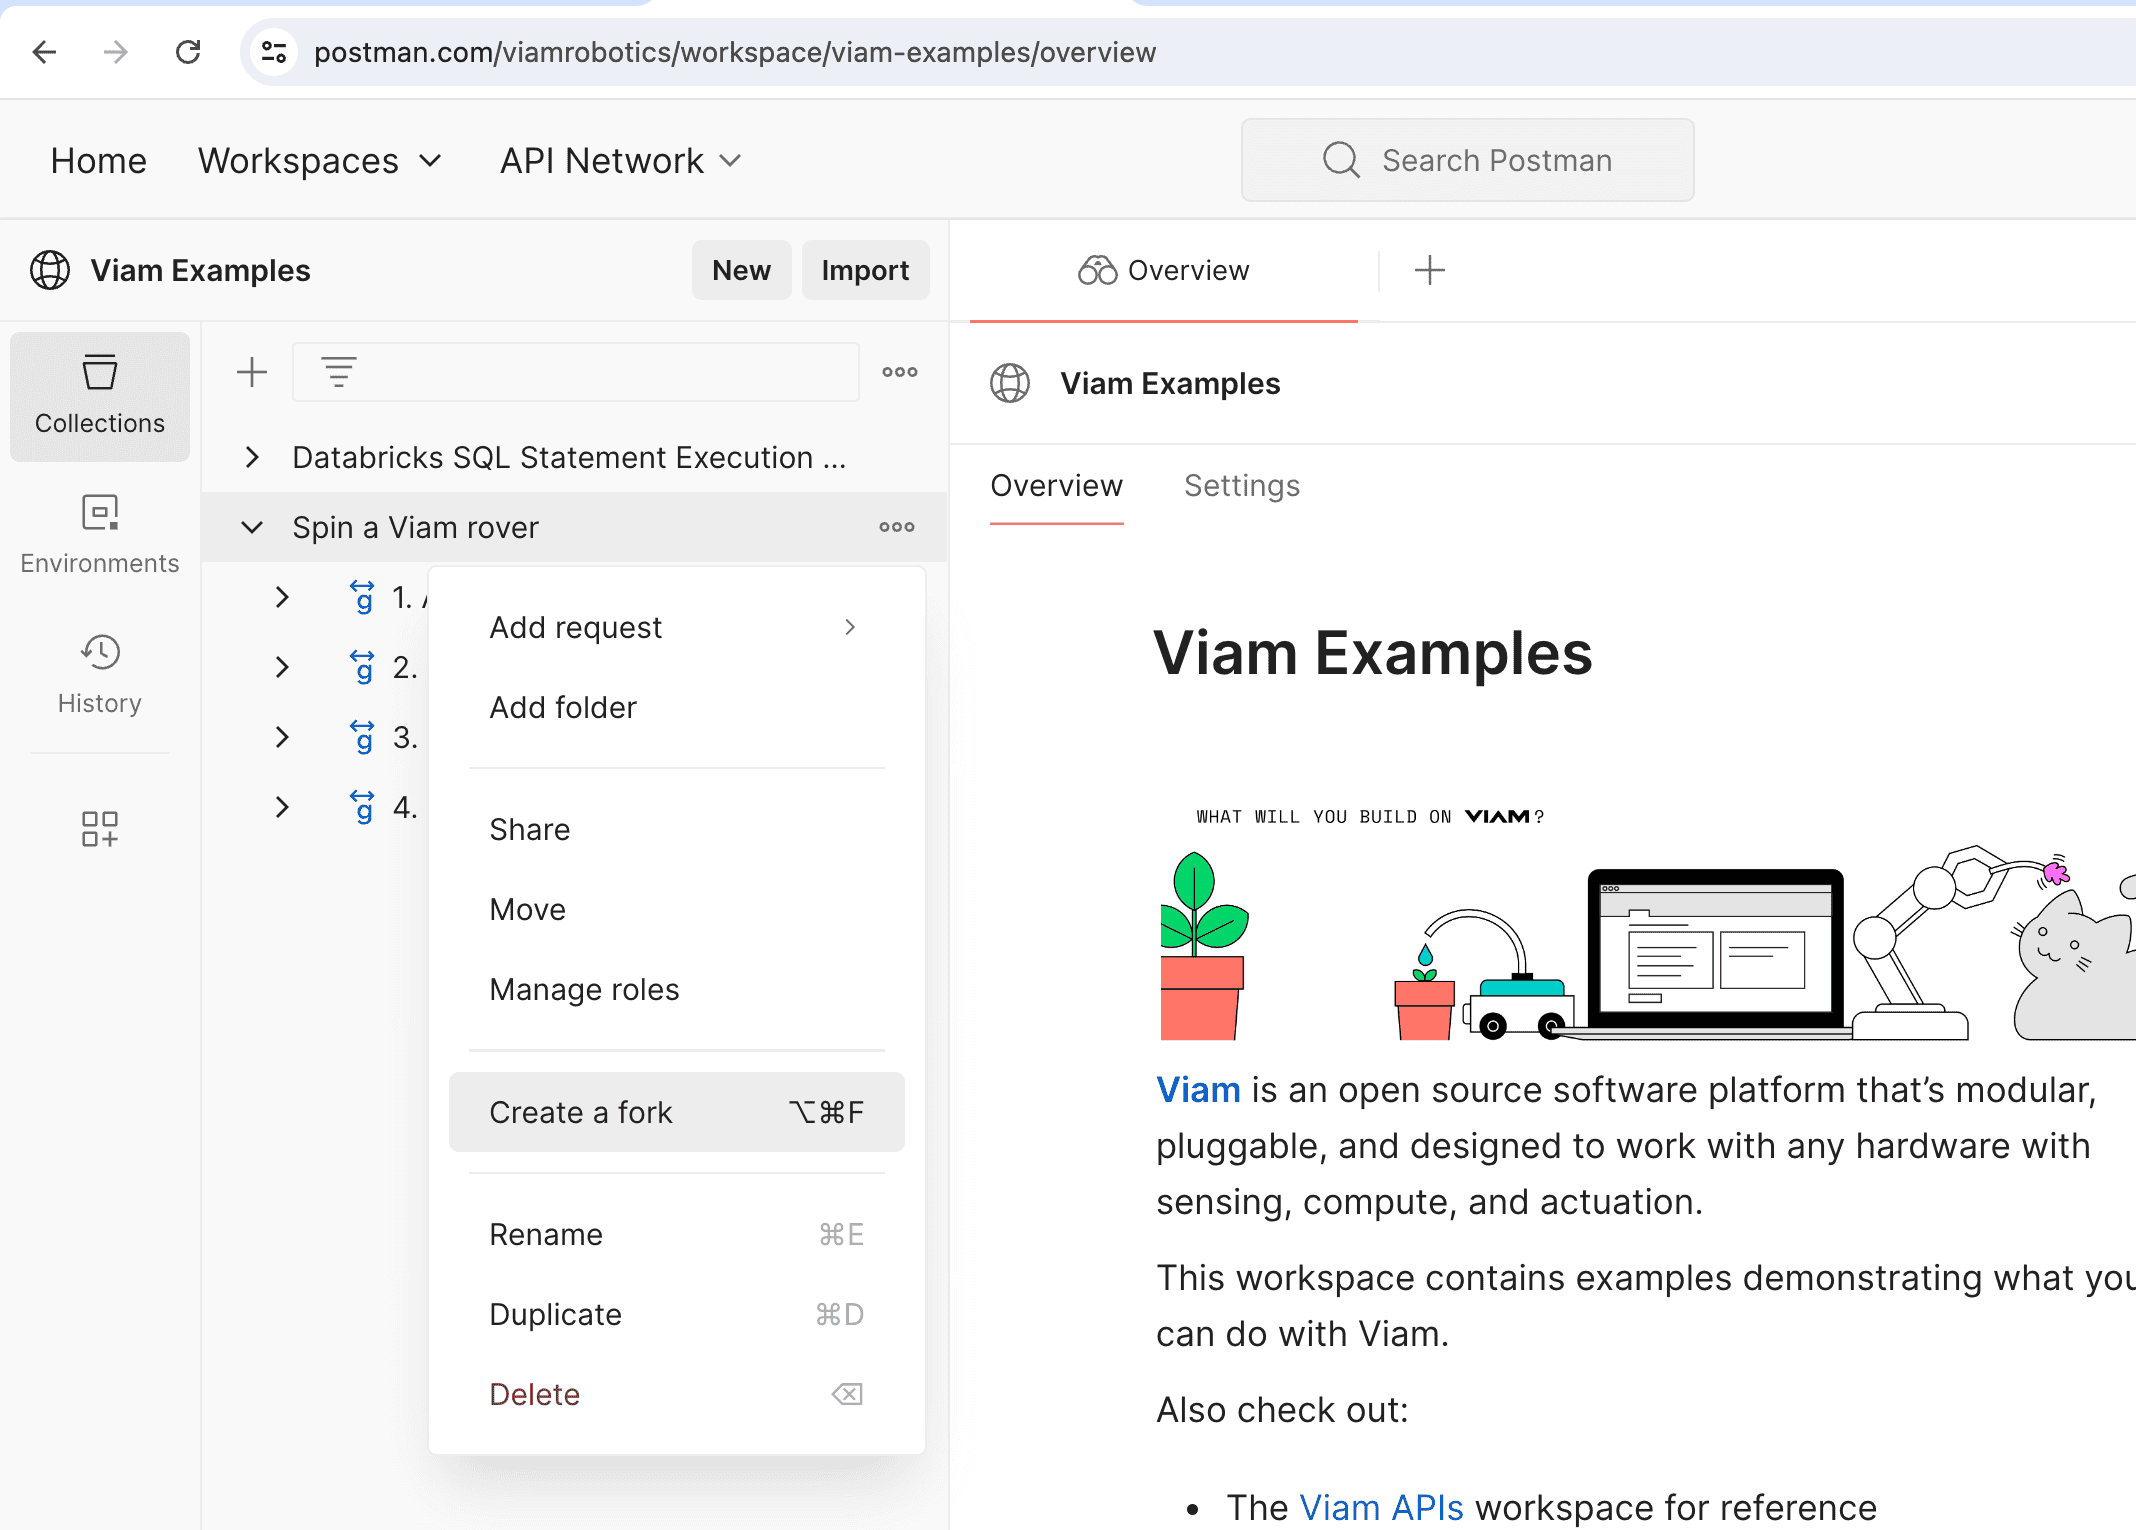 postman.com/viamrobotics/workspace/viam-examples/overview
Home Workspaces API Network Search Postman
Viam Examples New Import
Collections
Environments
History
Databricks SQL Statement Execution ...
Spin a Viam rover
g 1.
g 2.
g 3.
g 4.
Add request
Add folder
Share
Move
Manage roles
Create a fork ⌥⌘F
Rename ⌘E
Duplicate ⌘D
Delete
Overview
Viam Examples
Overview Settings
Viam Examples
WHAT WILL YOU BUILD ON VIAM?
Viam is an open source software platform that’s modular,
pluggable, and designed to work with any hardware with
sensing, compute, and actuation.
This workspace contains examples demonstrating what you
can do with Viam.
Also check out:
• The Viam APIs workspace for reference